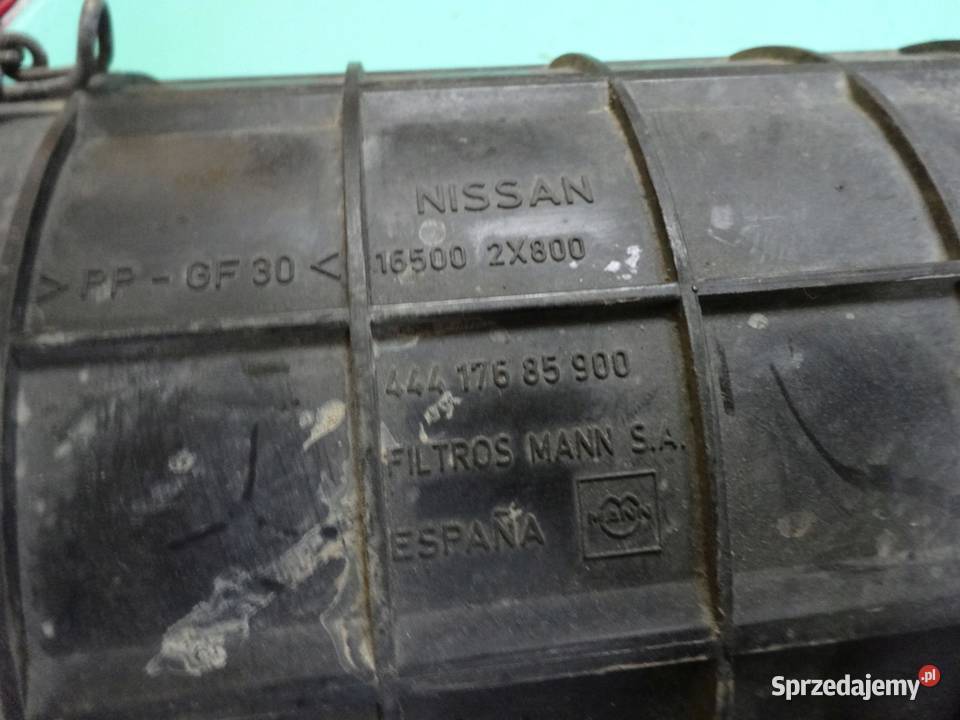 NISSAN
> PP - GF 30 <
16500 2X800
444 176 85 900
FILTROS MANN S.A.
ESPAÑA
MANN
Sprzedajemy.pl